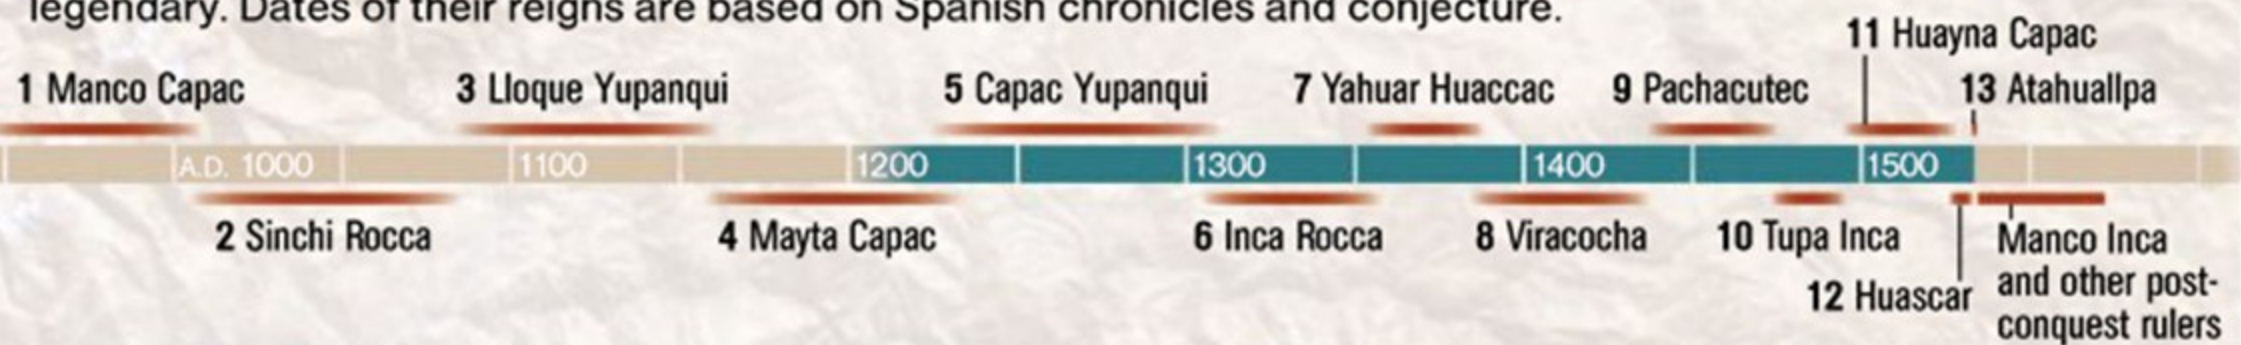 legendary. Dates of their reigns are based on Spanish chronicles and conjecture.
11 Huayna Capac
1 Manco Capac
3 Lloque Yupanqui
5 Capac Yupanqui
7 Yahuar Huaccac
9 Pachacutec
13 Atahuallpa
A.D. 1000
1100
1200
1300
1400
1500
2 Sinchi Rocca
4 Mayta Capac
6 Inca Rocca
8 Viracocha
10 Tupa Inca
12 Huascar
Manco Inca
and other post-
conquest rulers